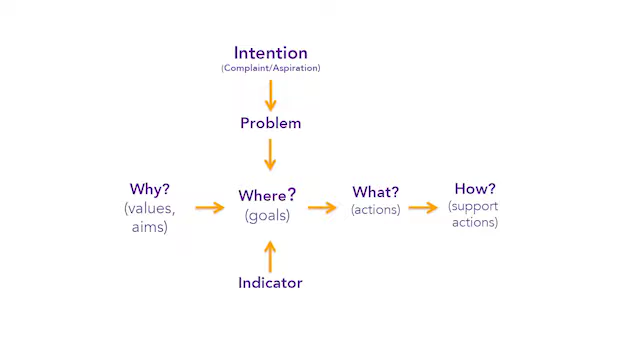 Intention
(Complaint/Aspiration)
Problem
Why?
(values,
aims)
Where?
(goals)
What?
(actions)
How?
(support
actions)
Indicator